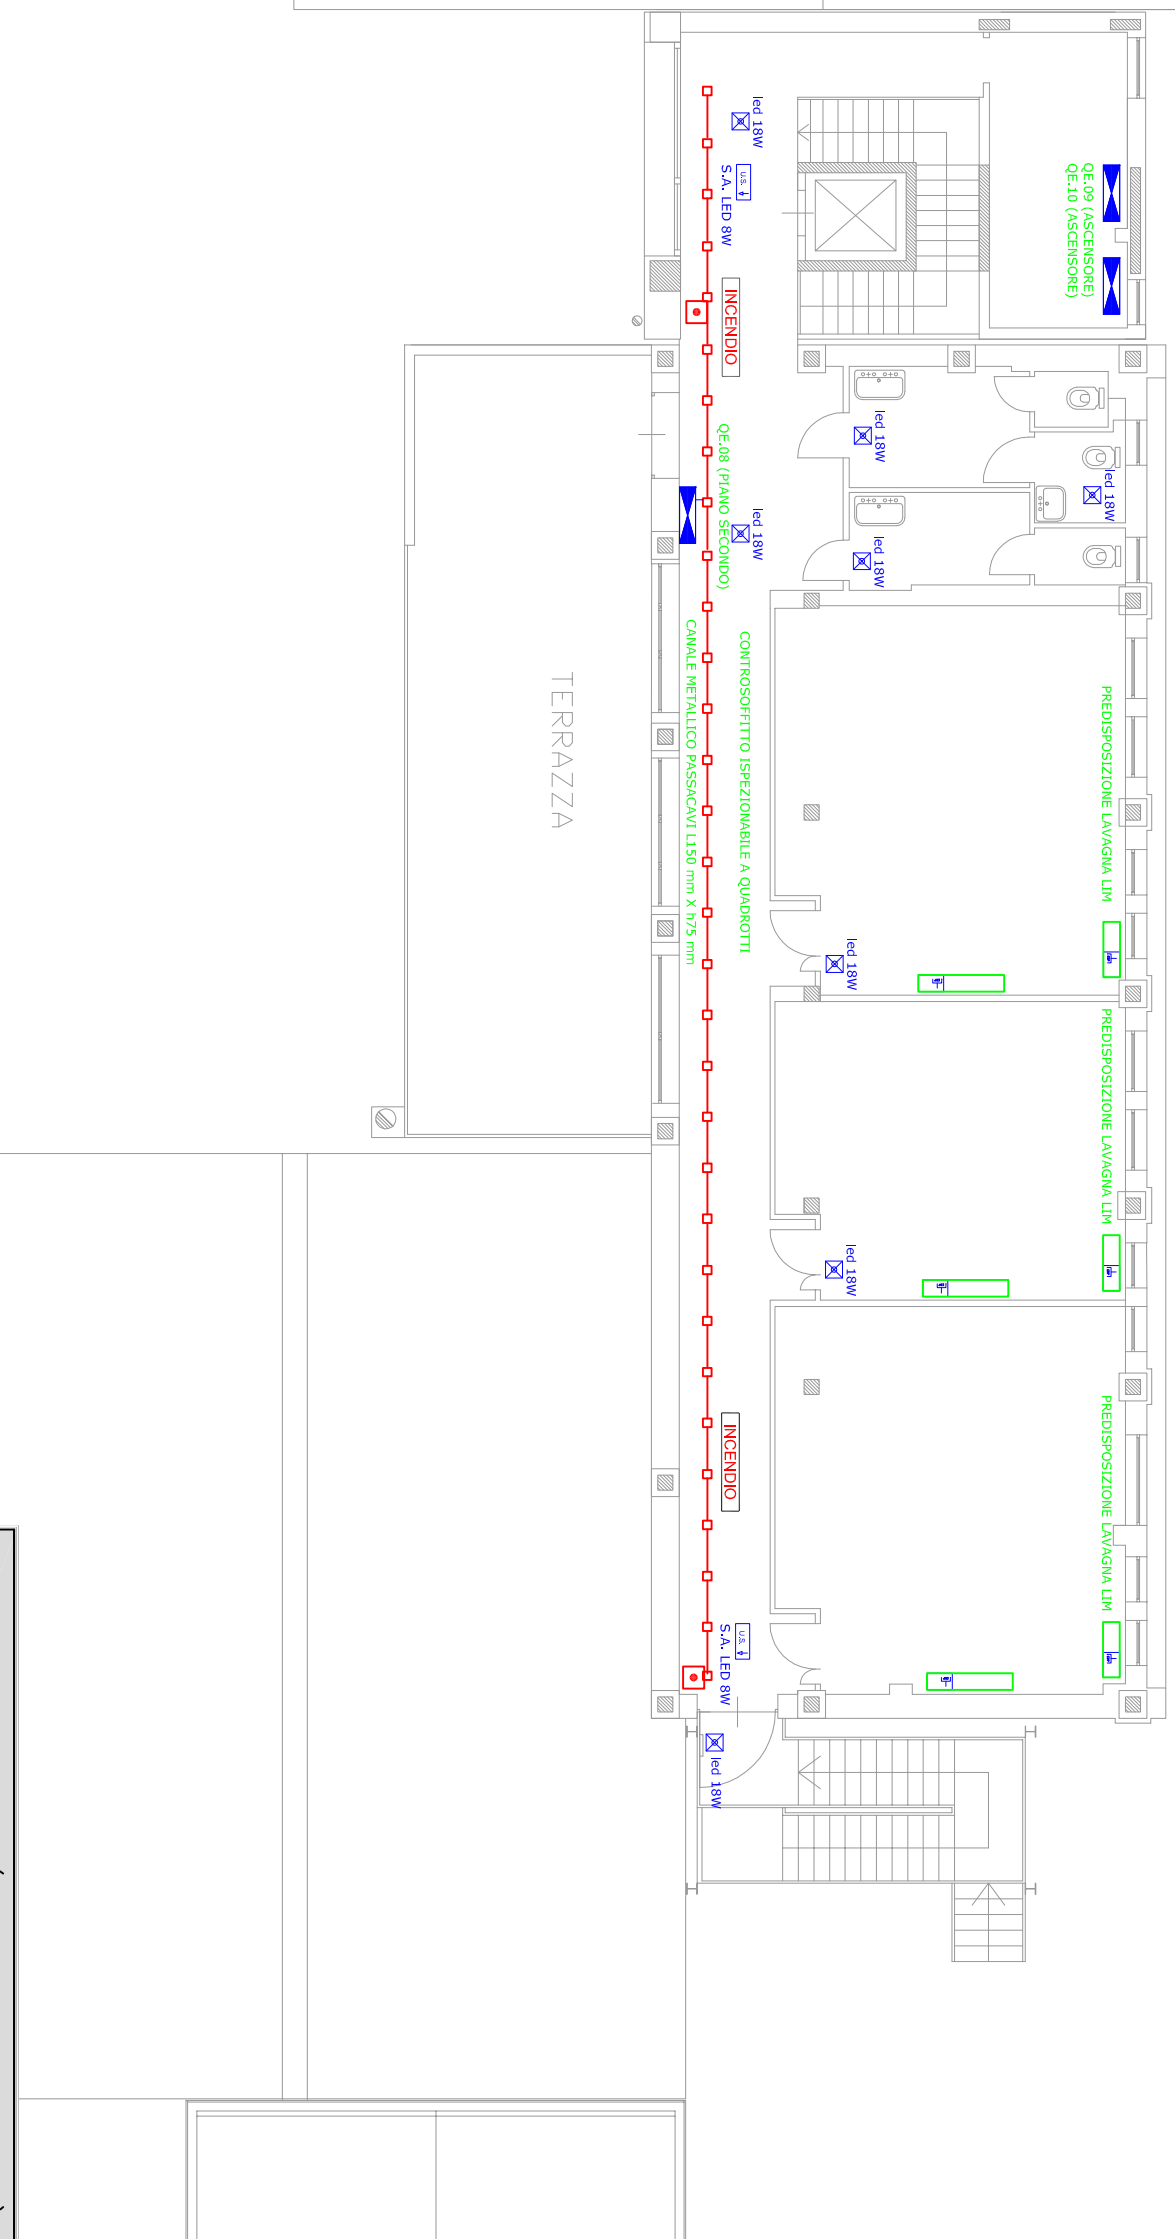 led 18W
U.S.
S.A. LED 8W
QE.09 (ASCENSORE)
QE.10 (ASCENSORE)
INCENDIO
led 18W
led 18W
QE.08 (PIANO SECONDO)
led 18W
led 18W
CONTROSOFFITTO ISPEZIONABILE A QUADROTTI
CANALE METALLICO PASSACAVI L150 mm X h75 mm
TERRAZZA
PREDISPOSIZIONE LAVAGNA LIM
led 18W
PREDISPOSIZIONE LAVAGNA LIM
led 18W
PREDISPOSIZIONE LAVAGNA LIM
INCENDIO
U.S.
S.A. LED 8W
led 18W